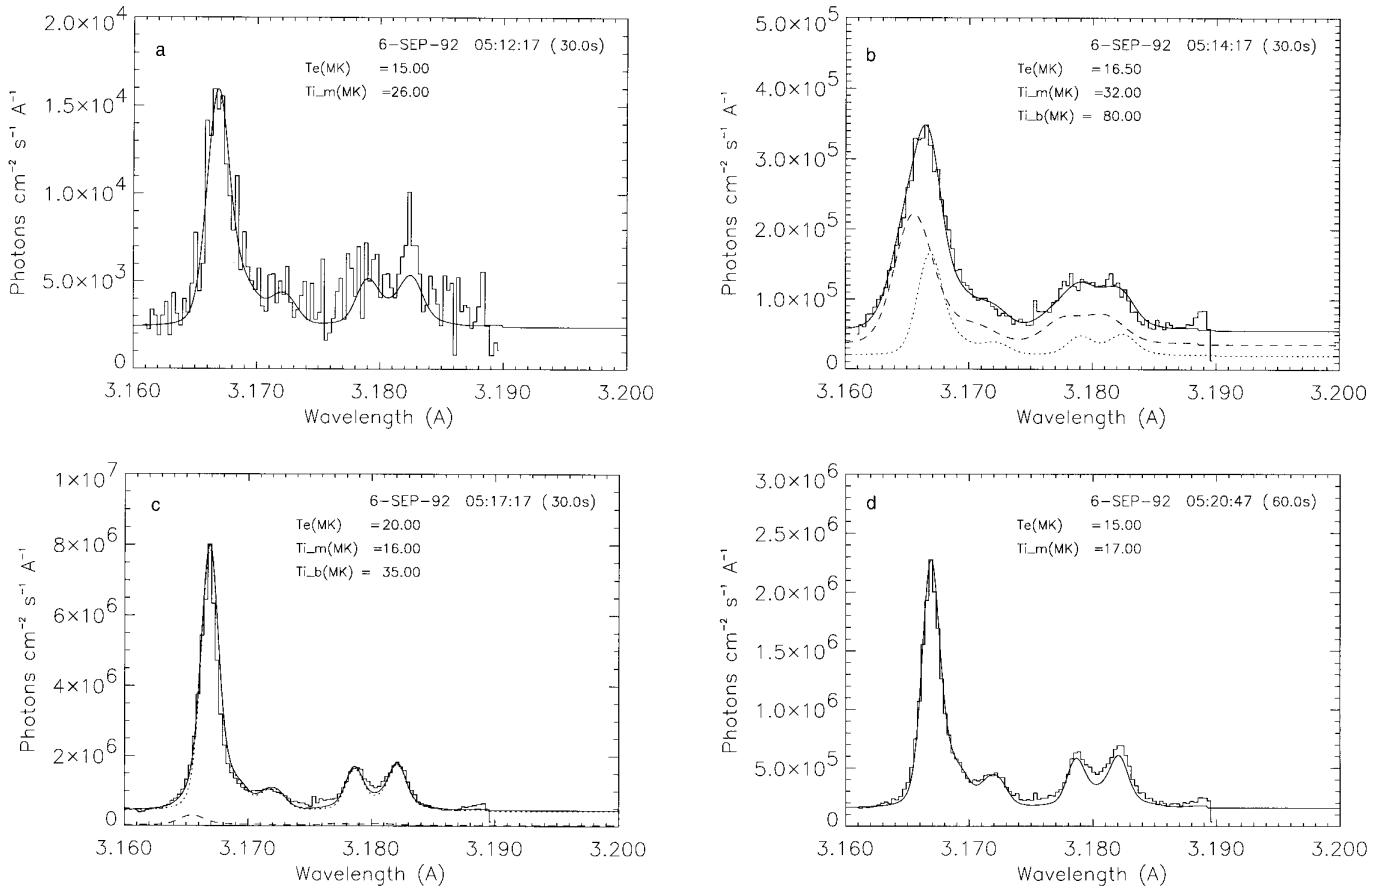 a
6-SEP-92 05:12:17 (30.0s)
Te(MK) =15.00
Ti_m(MK) =26.00
2.0×10⁴
1.5×10⁴
1.0×10⁴
5.0×10³
0
Photons cm⁻² s⁻¹ A⁻¹
3.160 3.170 3.180 3.190 3.200
Wavelength (A)
b
6-SEP-92 05:14:17 (30.0s)
Te(MK) =16.50
Ti_m(MK) =32.00
Ti_b(MK) = 80.00
5.0×10⁵
4.0×10⁵
3.0×10⁵
2.0×10⁵
1.0×10⁵
0
Photons cm⁻² s⁻¹ A⁻¹
3.160 3.170 3.180 3.190 3.200
Wavelength (A)
c
6-SEP-92 05:17:17 (30.0s)
Te(MK) =20.00
Ti_m(MK) =16.00
Ti_b(MK) = 35.00
1×10⁷
8×10⁶
6×10⁶
4×10⁶
2×10⁶
0
Photons cm⁻² s⁻¹ A⁻¹
3.160 3.170 3.180 3.190 3.200
Wavelength (A)
d
6-SEP-92 05:20:47 (60.0s)
Te(MK) =15.00
Ti_m(MK) =17.00
3.0×10⁶
2.5×10⁶
2.0×10⁶
1.5×10⁶
1.0×10⁶
5.0×10⁵
0
Photons cm⁻² s⁻¹ A⁻¹
3.160 3.170 3.180 3.190 3.200
Wavelength (A)